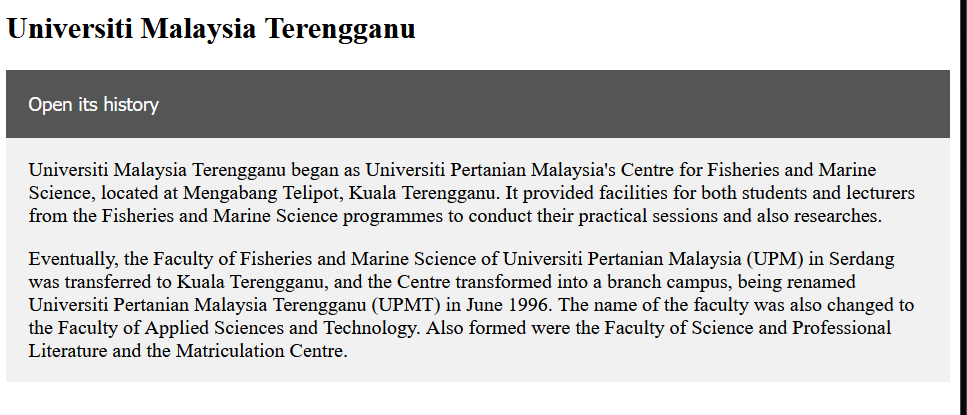 Universiti Malaysia Terengganu
Open its history
Universiti Malaysia Terengganu began as Universiti Pertanian Malaysia's Centre for Fisheries and Marine
Science, located at Mengabang Telipot, Kuala Terengganu. It provided facilities for both students and lecturers
from the Fisheries and Marine Science programmes to conduct their practical sessions and also researches.
Eventually, the Faculty of Fisheries and Marine Science of Universiti Pertanian Malaysia (UPM) in Serdang
was transferred to Kuala Terengganu, and the Centre transformed into a branch campus, being renamed
Universiti Pertanian Malaysia Terengganu (UPMT) in June 1996. The name of the faculty was also changed to
the Faculty of Applied Sciences and Technology. Also formed were the Faculty of Science and Professional
Literature and the Matriculation Centre.